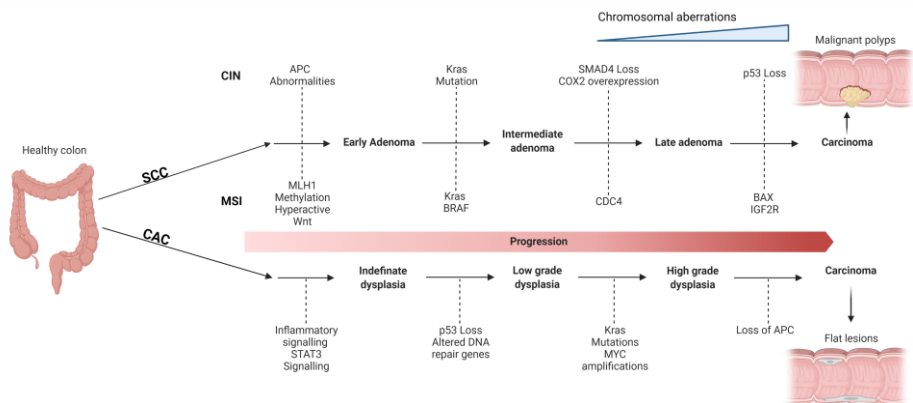 Chromosomal aberrations
Malignant polyps
CIN
APC
Abnormalities
Kras
Mutation
SMAD4 Loss
COX2 overexpression
p53 Loss
Healthy colon
SCC
Early Adenoma
Intermediate
adenoma
Late adenoma
Carcinoma
MSI
MLH1
Methylation
Hyperactive
Wnt
Kras
BRAF
CDC4
BAX
IGF2R
CAC
Progression
Indefinate
dysplasia
Low grade
dysplasia
High grade
dysplasia
Carcinoma
Inflammatory
signalling
STAT3
Signalling
p53 Loss
Altered DNA
repair genes
Kras
Mutations
MYC
amplifications
Loss of APC
Flat lesions